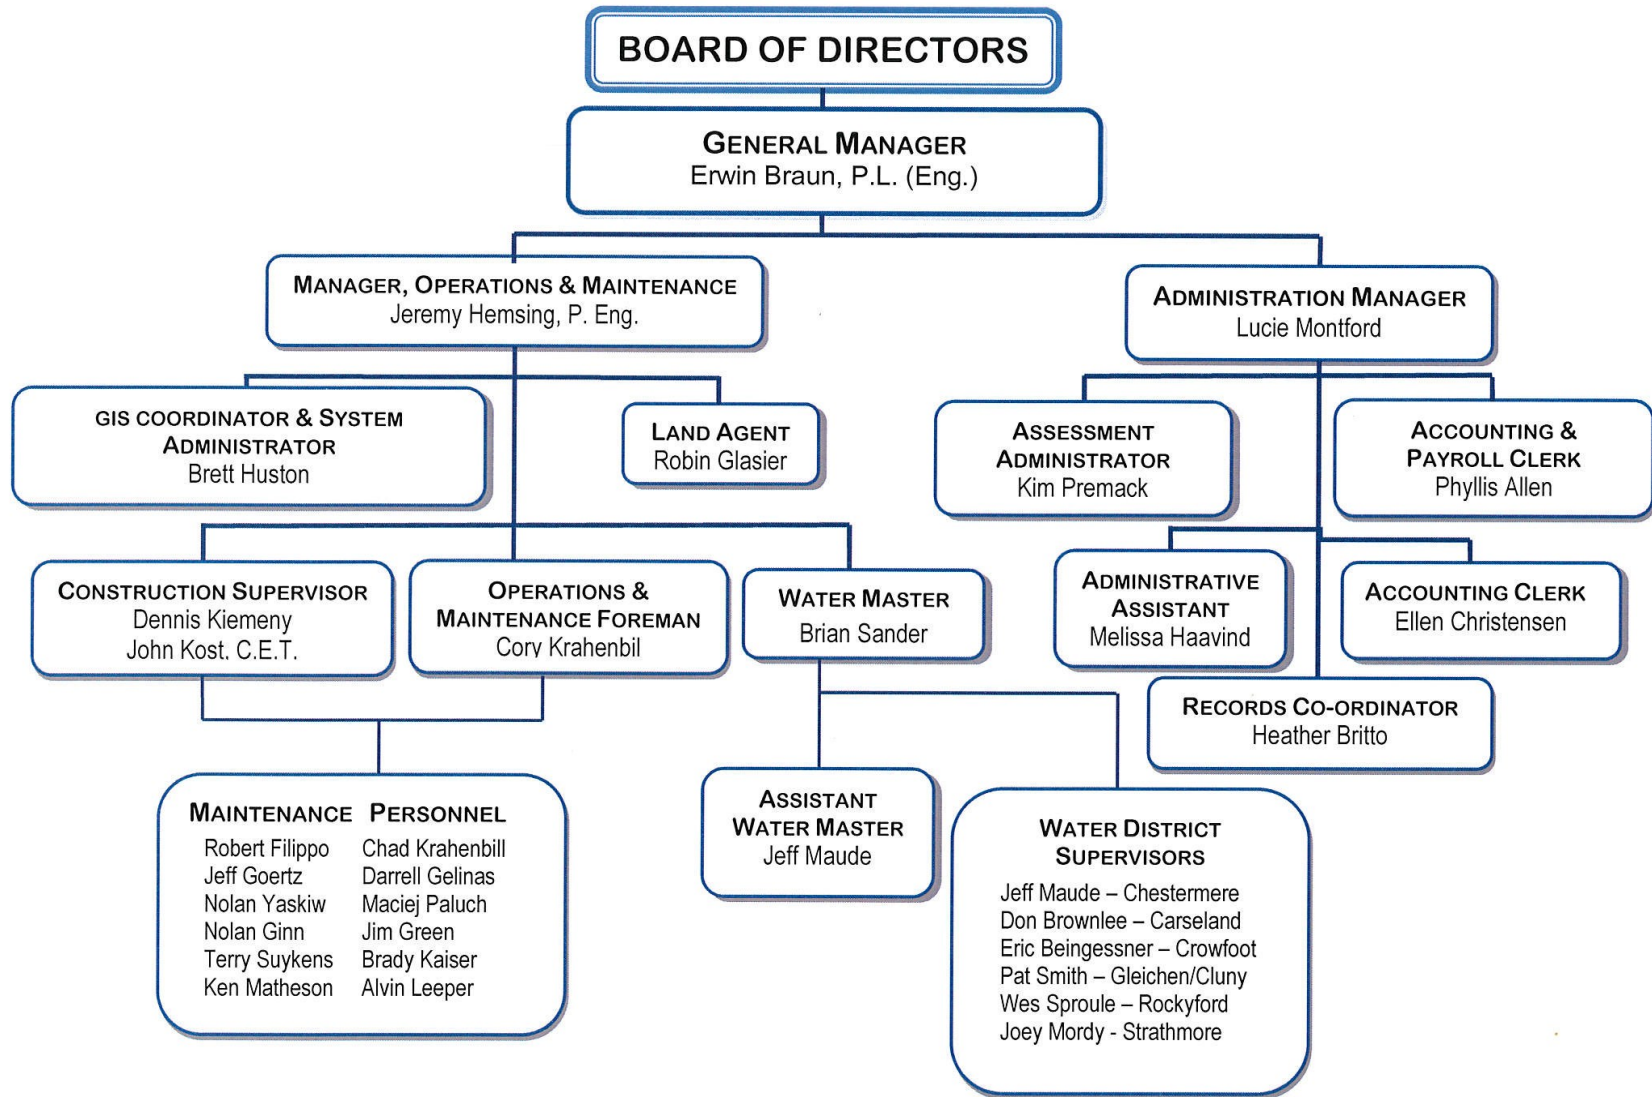 BOARD OF DIRECTORS
GENERAL MANAGER
Erwin Braun, P.L. (Eng.)
MANAGER, OPERATIONS & MAINTENANCE
Jeremy Hemsing, P. Eng.
ADMINISTRATION MANAGER
Lucie Montford
GIS COORDINATOR & SYSTEM
ADMINISTRATOR
Brett Huston
LAND AGENT
Robin Glasier
ASSESSMENT
ADMINISTRATOR
Kim Premack
ACCOUNTING &
PAYROLL CLERK
Phyllis Allen
CONSTRUCTION SUPERVISOR
Dennis Kiemeny
John Kost, C.E.T.
OPERATIONS &
MAINTENANCE FOREMAN
Cory Krahenbil
WATER MASTER
Brian Sander
ADMINISTRATIVE
ASSISTANT
Melissa Haavind
ACCOUNTING CLERK
Ellen Christensen
RECORDS CO-ORDINATOR
Heather Britto
MAINTENANCE PERSONNEL
Robert Filippo Chad Krahenbill
Jeff Goertz Darrell Gelinas
Nolan Yaskiw Maciej Paluch
Nolan Ginn Jim Green
Terry Suykens Brady Kaiser
Ken Matheson Alvin Leeper
ASSISTANT
WATER MASTER
Jeff Maude
WATER DISTRICT
SUPERVISORS
Jeff Maude – Chestermere
Don Brownlee – Carseland
Eric Beingessner – Crowfoot
Pat Smith – Gleichen/Cluny
Wes Sproule – Rockyford
Joey Mordy - Strathmore